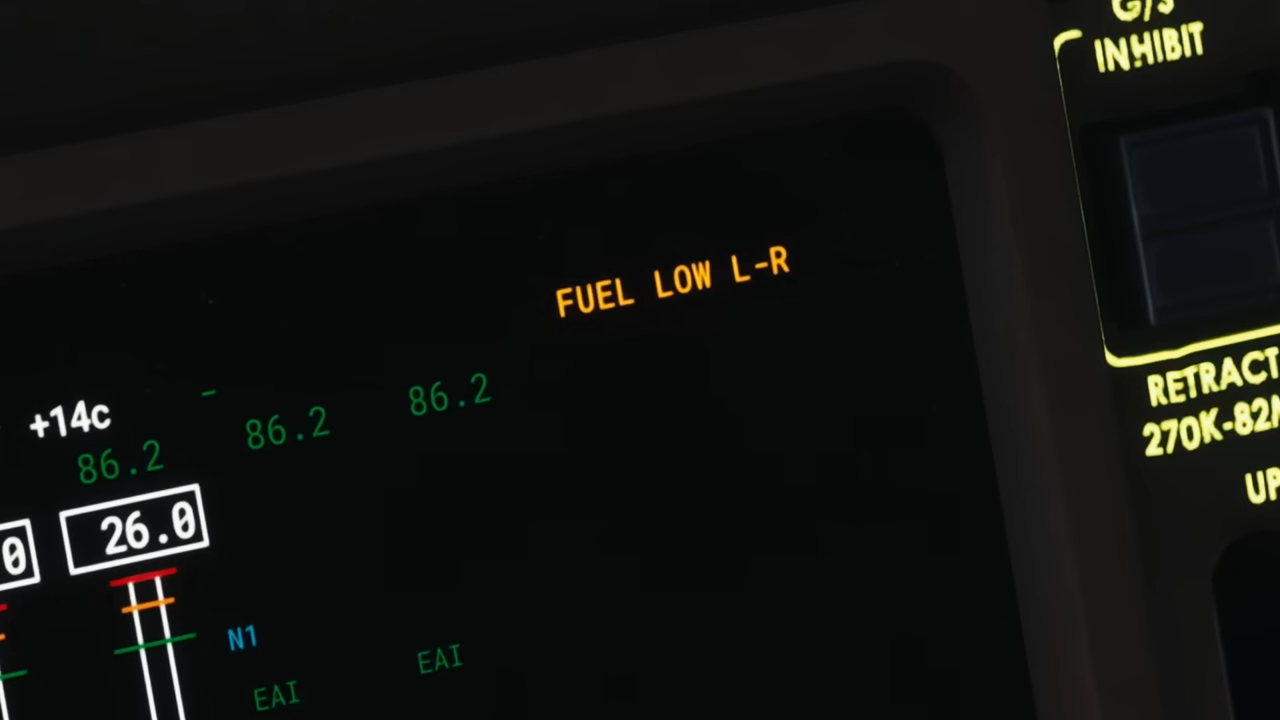 G/S
INHIBIT
FUEL LOW L-R
+14c
-
86.2
86.2
86.2
0
26.0
N1
EAI
EAI
RETRACT
270K-82
UP